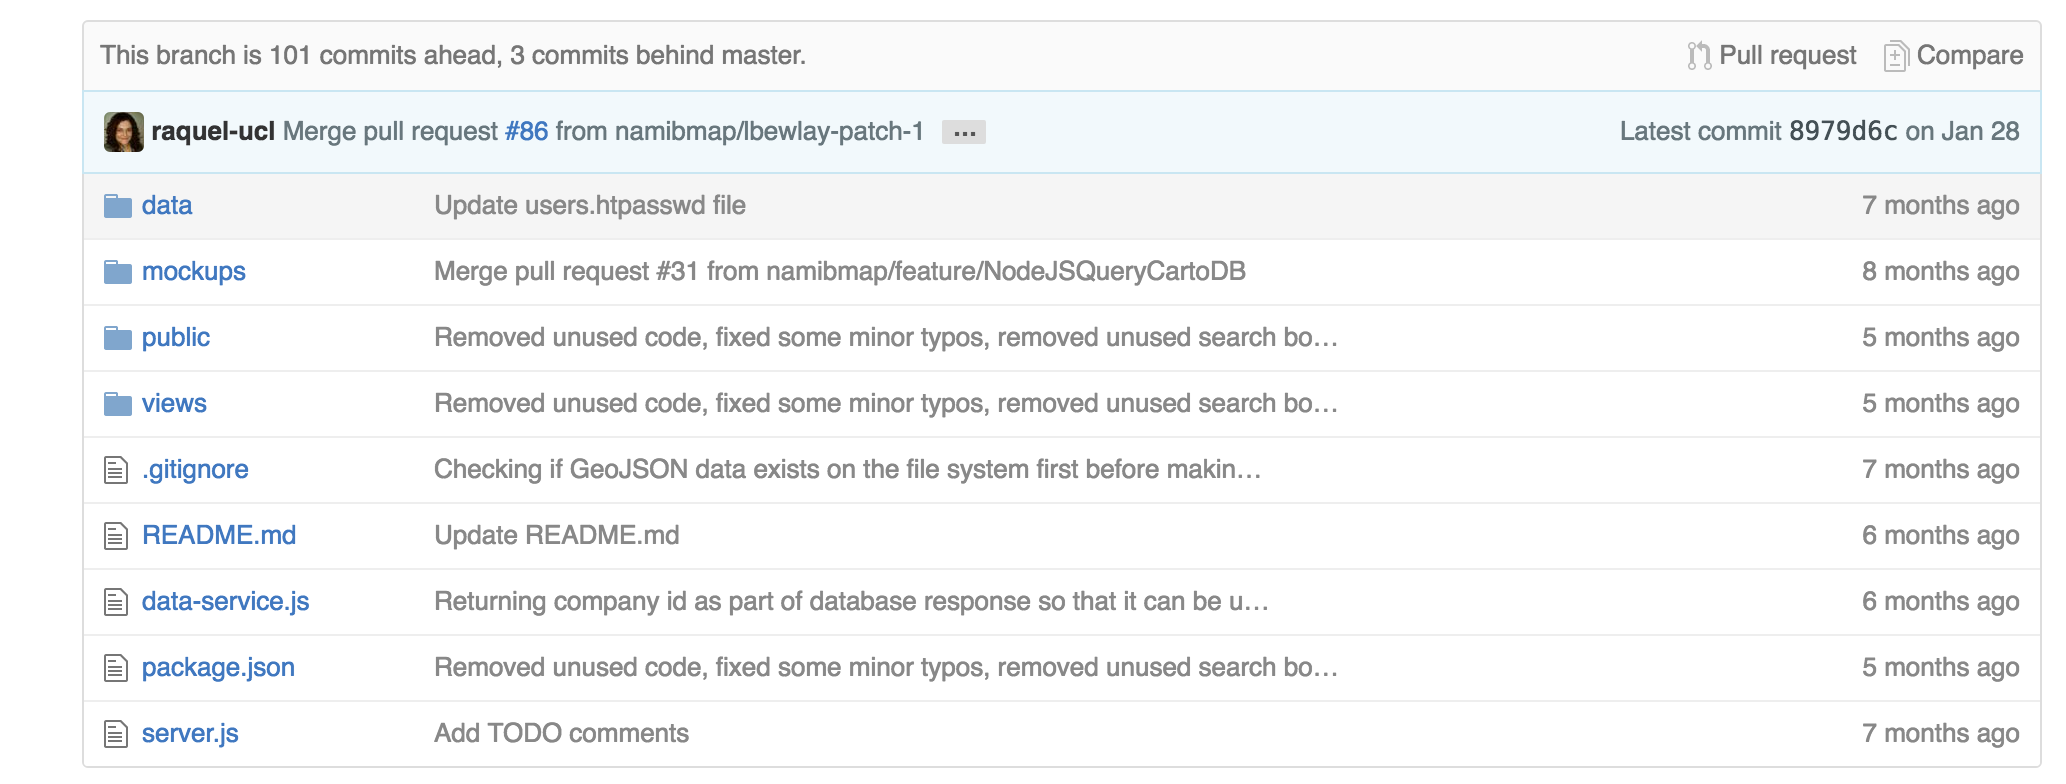 This branch is 101 commits ahead, 3 commits behind master. Pull request Compare
raquel-ucl Merge pull request #86 from namibmap/lbewlay-patch-1 ... Latest commit 8979d6c on Jan 28
data Update users.htpasswd file 7 months ago
mockups Merge pull request #31 from namibmap/feature/NodeJSQueryCartoDB 8 months ago
public Removed unused code, fixed some minor typos, removed unused search bo… 5 months ago
views Removed unused code, fixed some minor typos, removed unused search bo… 5 months ago
.gitignore Checking if GeoJSON data exists on the file system first before makin… 7 months ago
README.md Update README.md 6 months ago
data-service.js Returning company id as part of database response so that it can be u… 6 months ago
package.json Removed unused code, fixed some minor typos, removed unused search bo… 5 months ago
server.js Add TODO comments 7 months ago